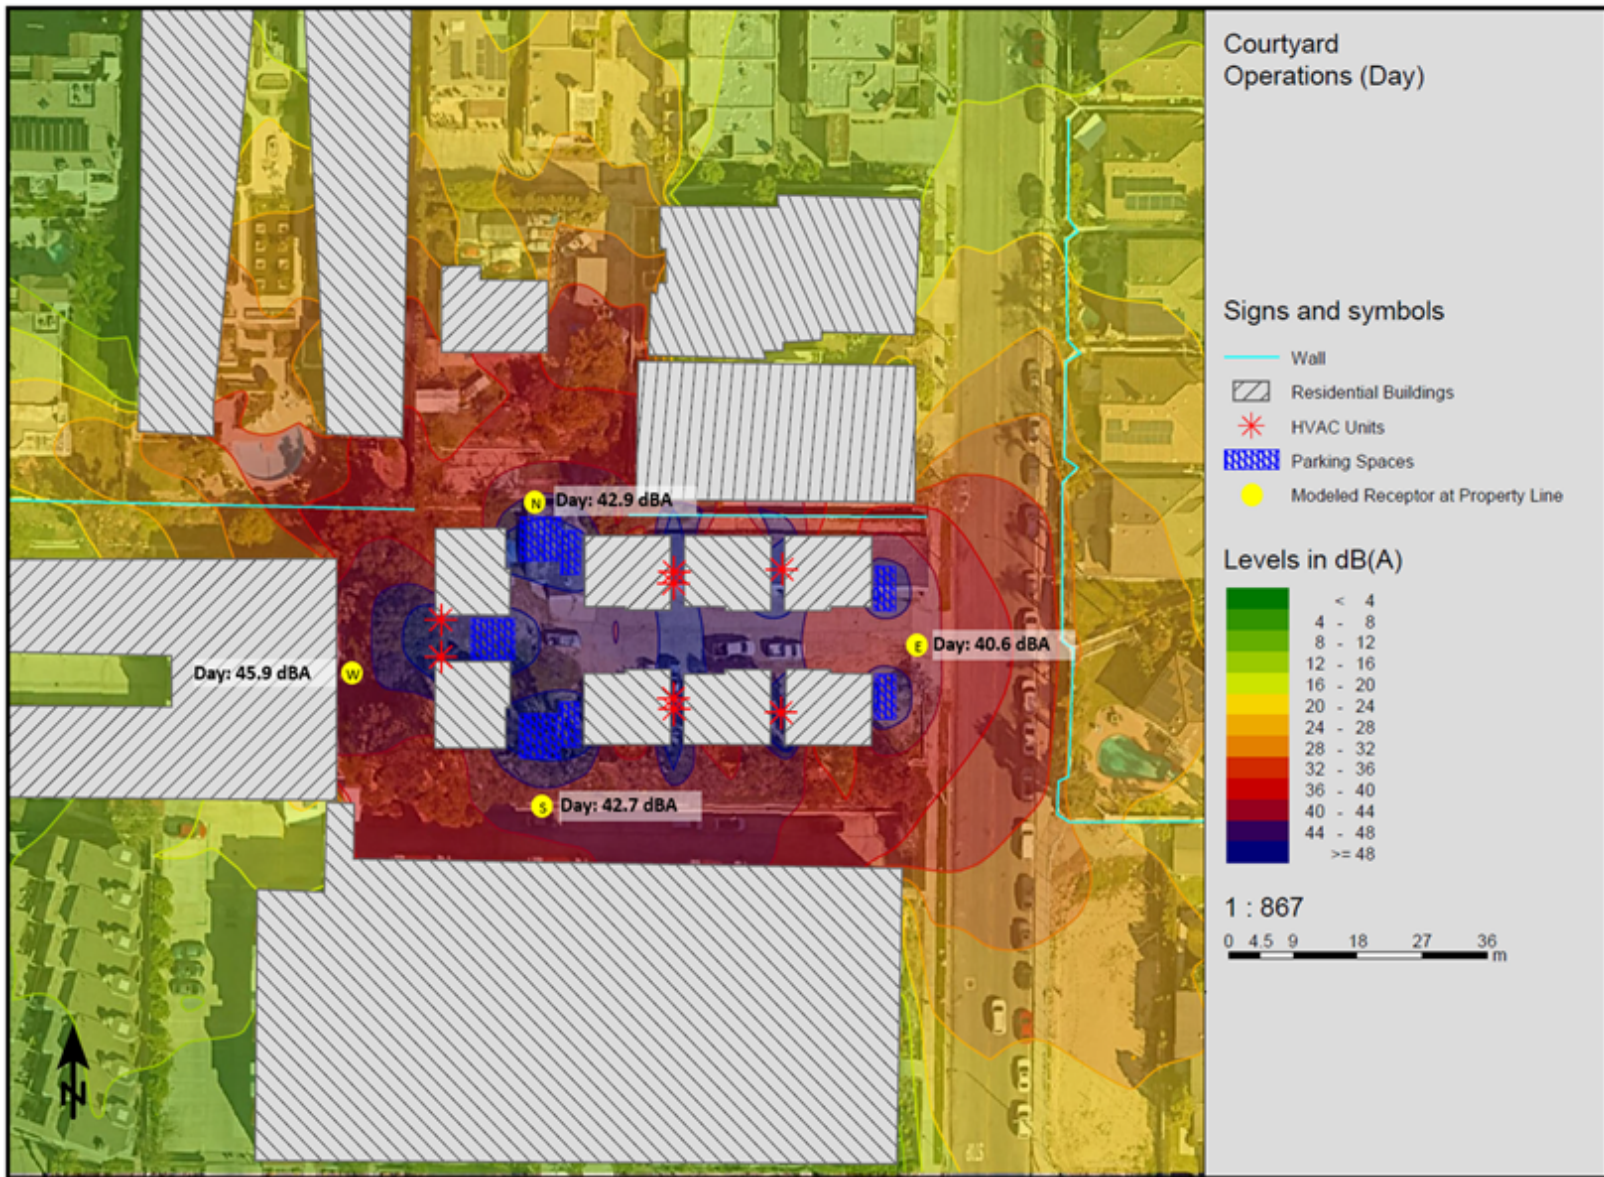 Courtyard
Operations (Day)
Signs and symbols
Wall
Residential Buildings
HVAC Units
Parking Spaces
Modeled Receptor at Property Line
Levels in dB(A)
< 4
4 - 8
8 - 12
12 - 16
16 - 20
20 - 24
24 - 28
28 - 32
32 - 36
36 - 40
40 - 44
44 - 48
>= 48
1 : 867
0 4.5 9 18 27 36
m
N Day: 42.9 dBA
E Day: 40.6 dBA
Day: 45.9 dBA W
S Day: 42.7 dBA
N